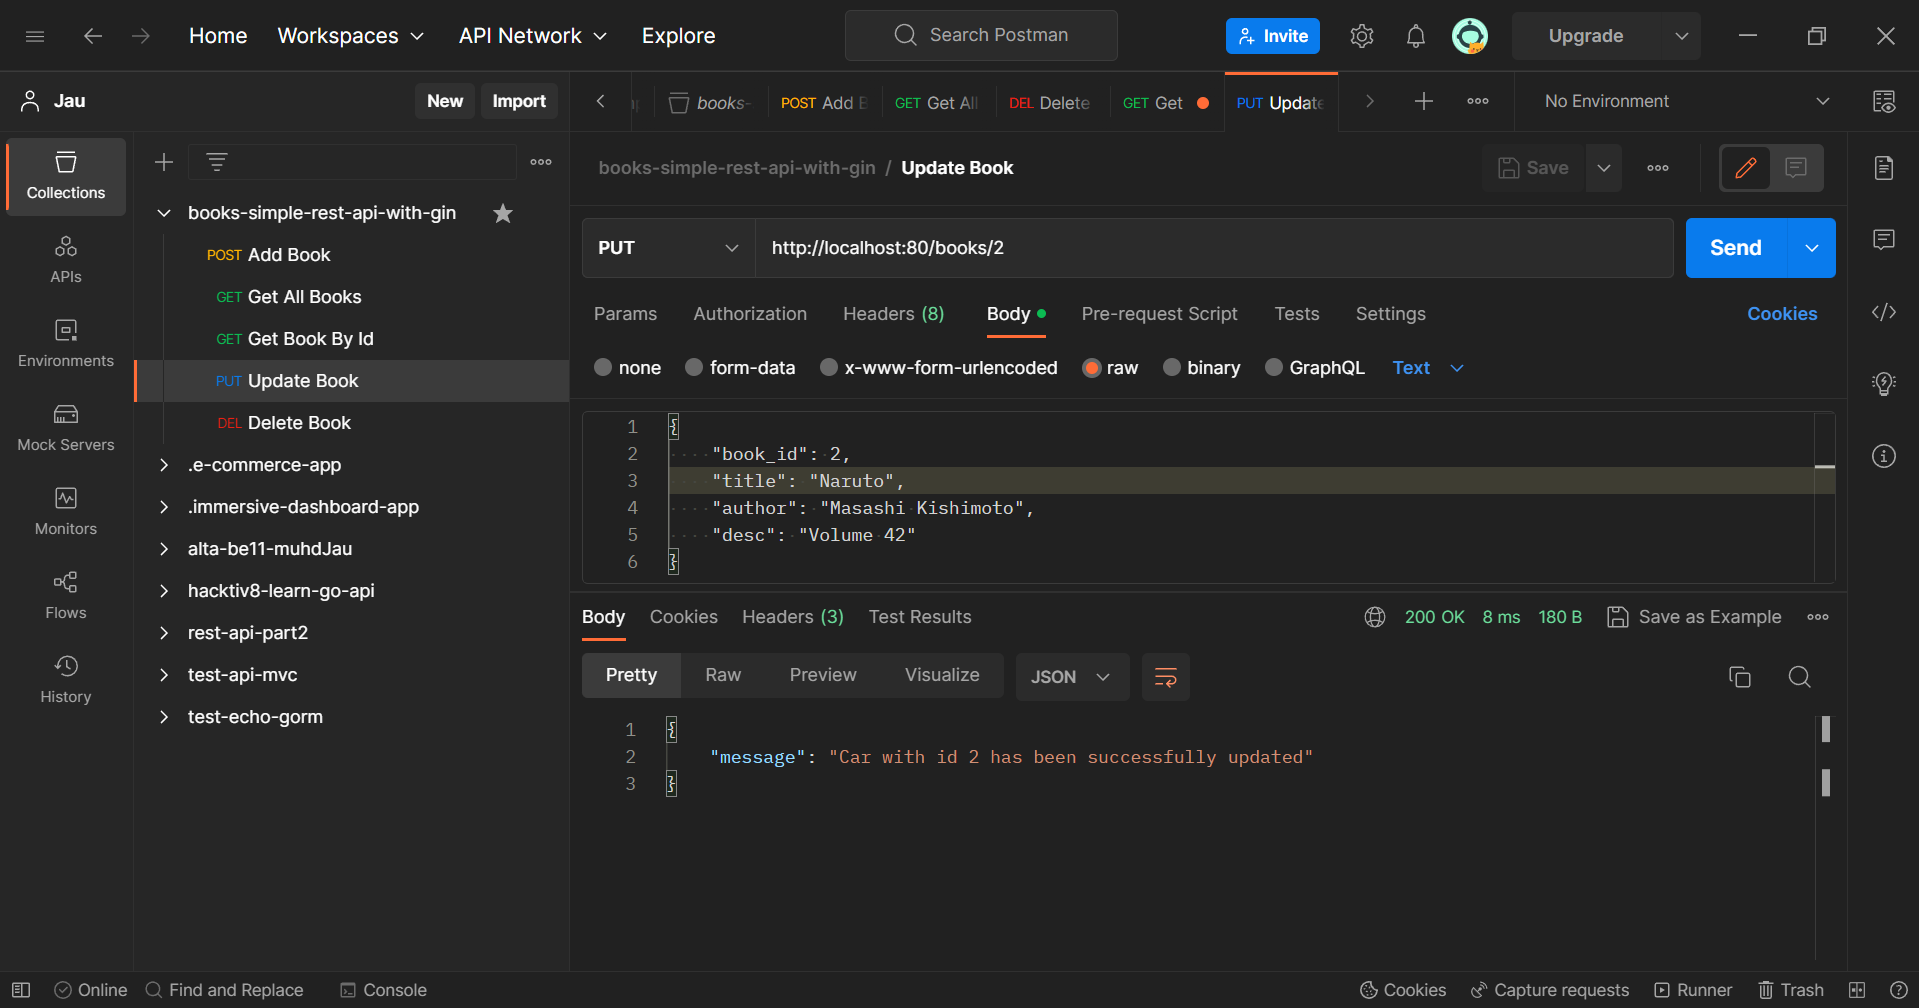 Home Workspaces API Network Explore Search Postman Invite Upgrade
Jau New Import
books- POST Add B GET Get All DEL Delete GET Get PUT Update No Environment
Collections
APIs
Environments
Mock Servers
Monitors
Flows
History
books-simple-rest-api-with-gin
POST Add Book
GET Get All Books
GET Get Book By Id
PUT Update Book
DEL Delete Book
.e-commerce-app
.immersive-dashboard-app
alta-be11-muhdJau
hacktiv8-learn-go-api
rest-api-part2
test-api-mvc
test-echo-gorm
books-simple-rest-api-with-gin / Update Book Save
PUT http://localhost:80/books/2 Send
Params Authorization Headers (8) Body Pre-request Script Tests Settings Cookies
none form-data x-www-form-urlencoded raw binary GraphQL Text
1 {
2 "book_id": 2,
3 "title": "Naruto",
4 "author": "Masashi Kishimoto",
5 "desc": "Volume 42"
6 }
Body Cookies Headers (3) Test Results 200 OK 8 ms 180 B Save as Example
Pretty Raw Preview Visualize JSON
1 {
2 "message": "Car with id 2 has been successfully updated"
3 }
Online Find and Replace Console Cookies Capture requests Runner Trash